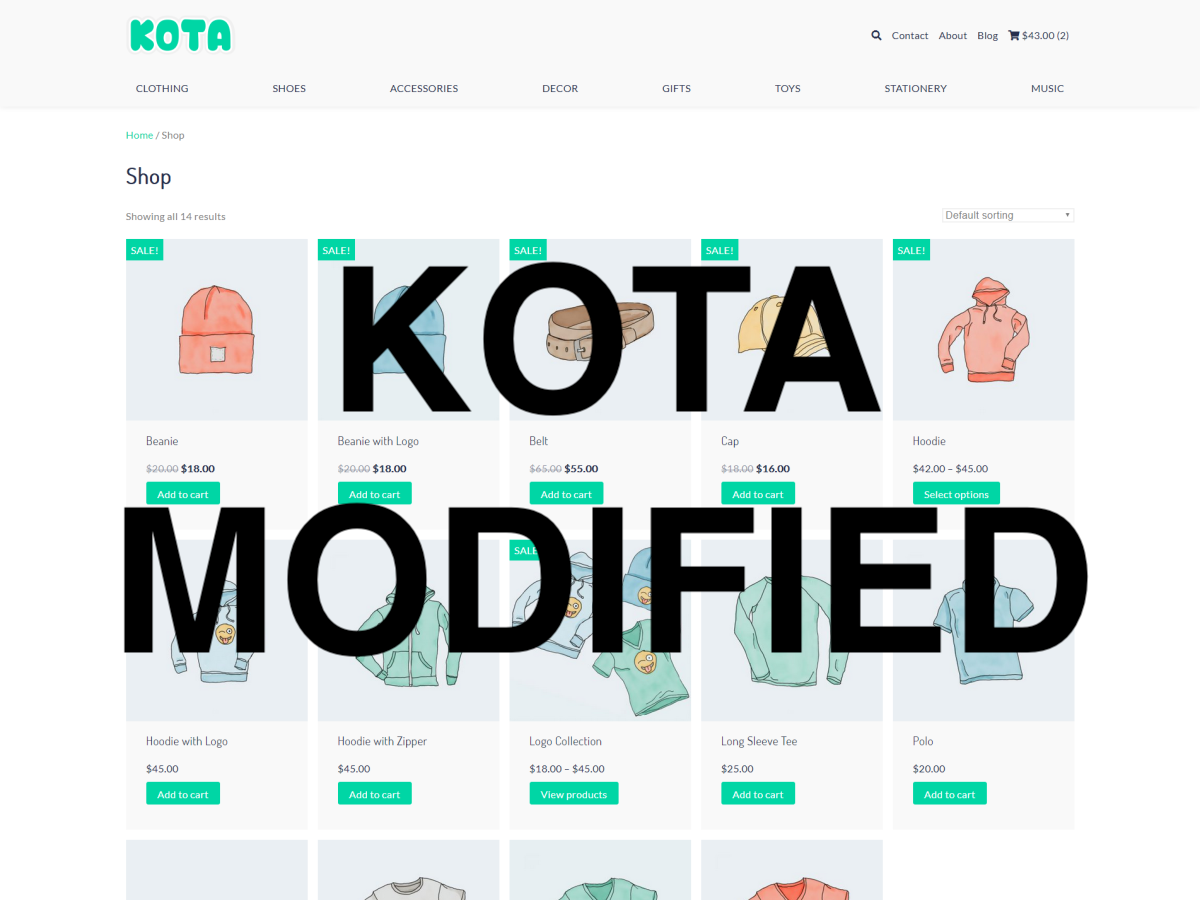 KOTA
Contact About Blog $43.00 (2)
CLOTHING SHOES ACCESSORIES DECOR GIFTS TOYS STATIONERY MUSIC
Home / Shop
Shop
Showing all 14 results
Default sorting
SALE! SALE! SALE! SALE! SALE!
KOTA
Beanie Beanie with Logo Belt Cap Hoodie
$20.00 $18.00 $20.00 $18.00 $65.00 $55.00 $18.00 $16.00 $42.00 – $45.00
Add to cart Add to cart Add to cart Add to cart Select options
MODIFIED
SALE
Hoodie with Logo Hoodie with Zipper Logo Collection Long Sleeve Tee Polo
$45.00 $45.00 $18.00 – $45.00 $25.00 $20.00
Add to cart Add to cart View products Add to cart Add to cart